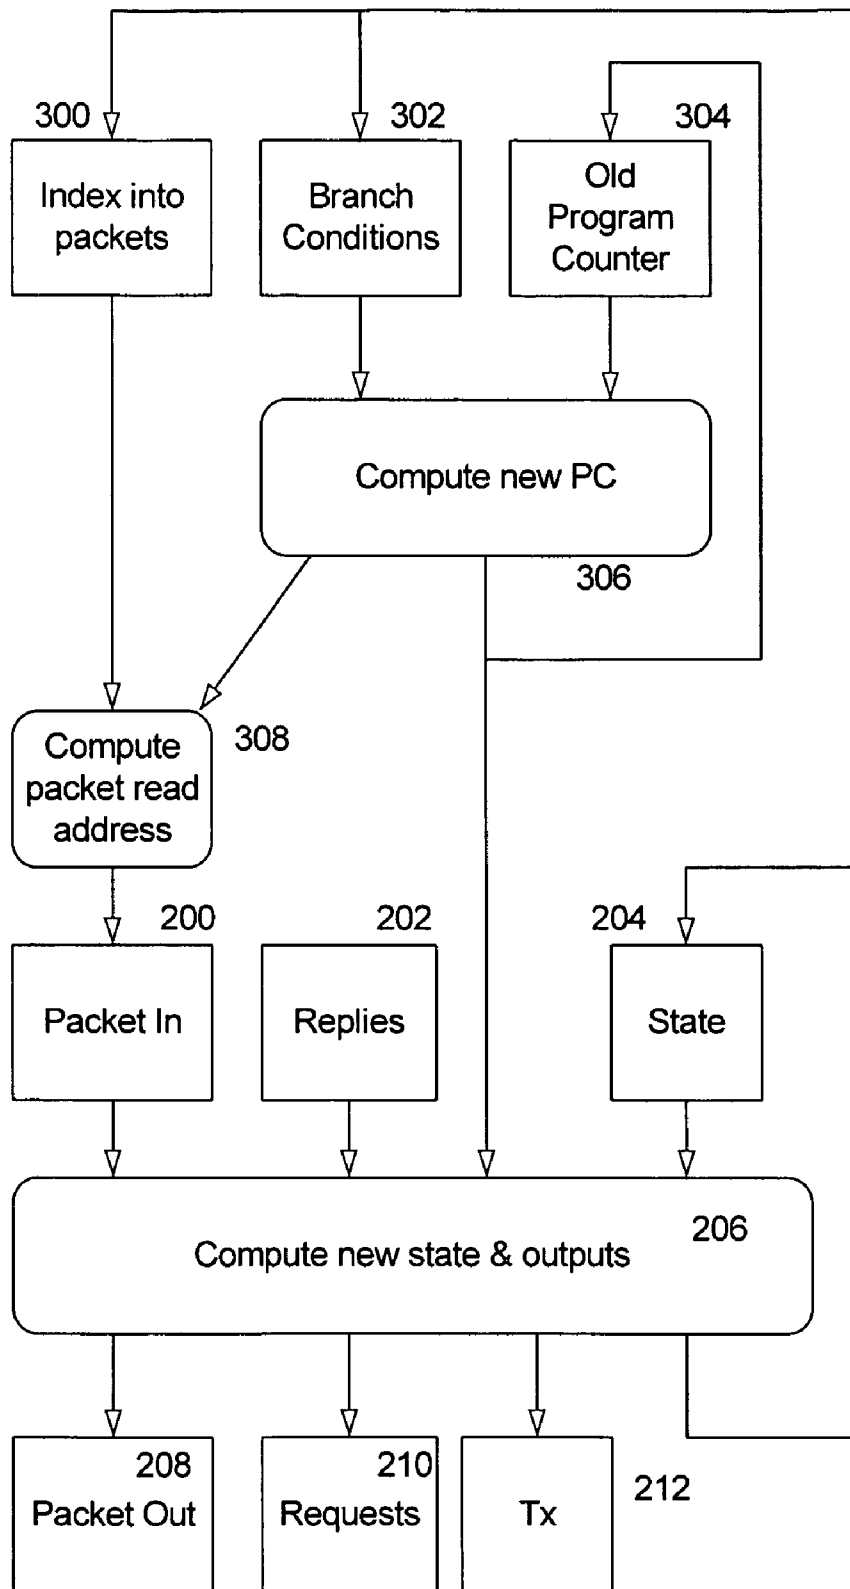 300
302
304
Index into
packets
Branch
Conditions
Old
Program
Counter
Compute new PC
306
Compute
packet read
address
308
200
202
204
Packet In
Replies
State
206
Compute new state & outputs
208
Packet Out
210
Requests
Tx
212